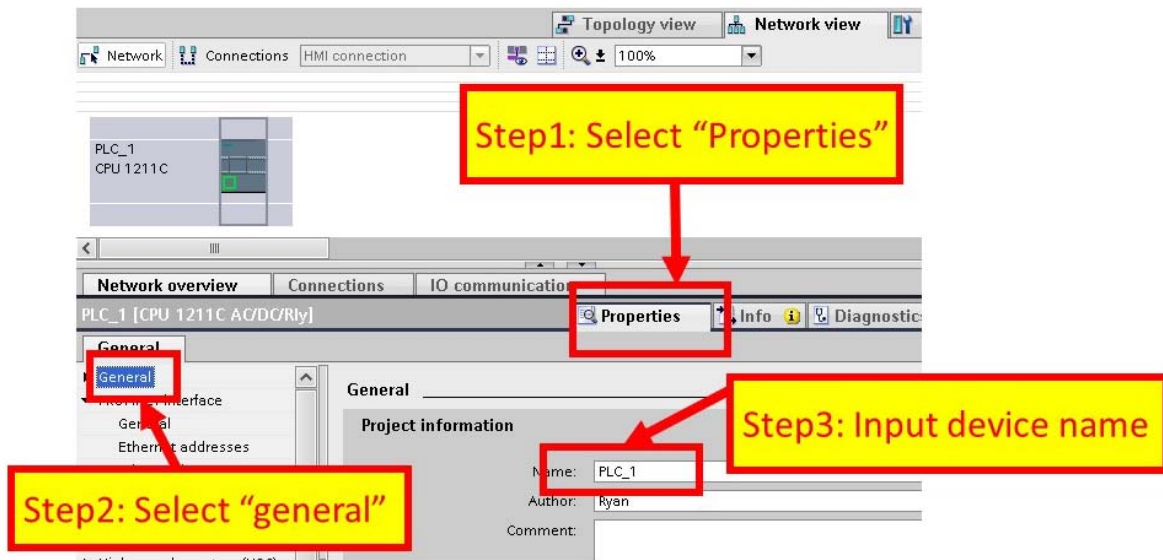 Topology view Network view
Network Connections HMI connection 100%
Step1: Select “Properties”
PLC_1
CPU 1211C
Network overview Connections IO communication
PLC_1 [CPU 1211C AC/DC/Rly] Properties Info Diagnostic
General
General
General
Interface
Project information
Step3: Input device name
Ethernet addresses
Name: PLC_1
Step2: Select “general”
Author: Ryan
Comment: